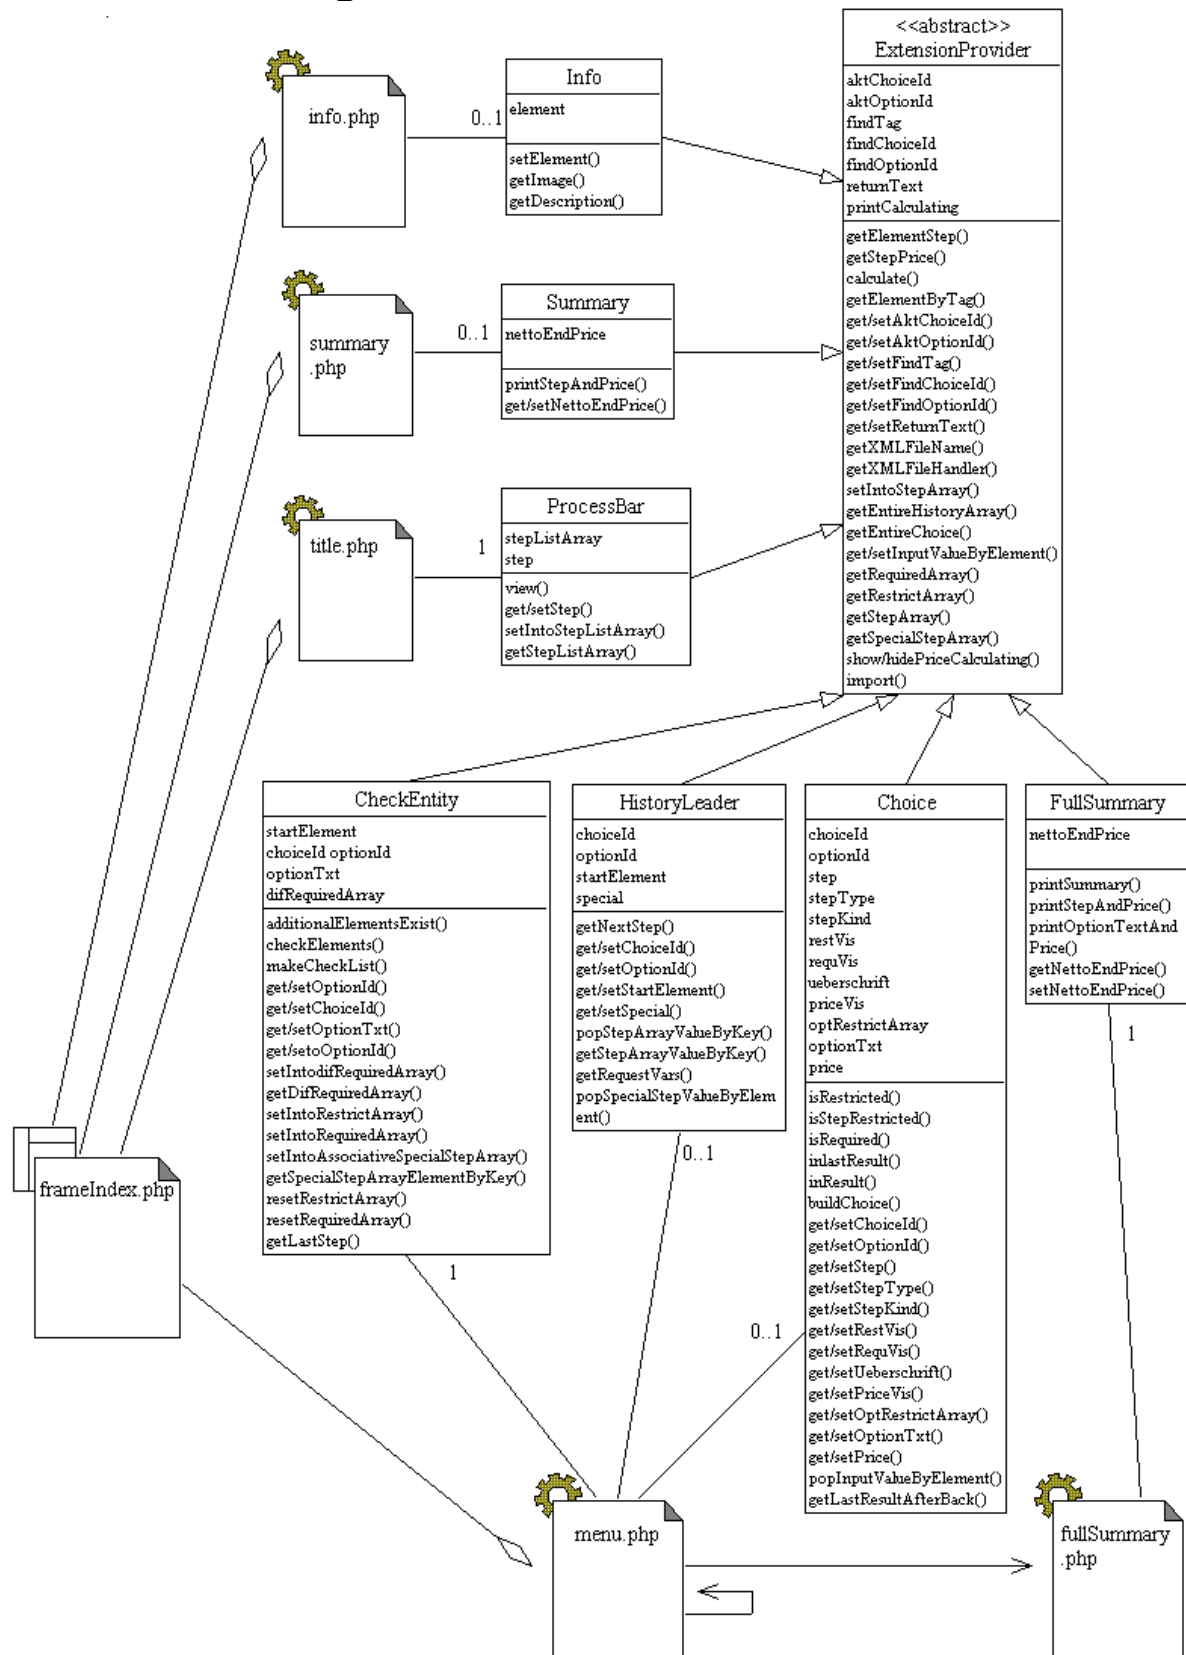 <<abstract>>
ExtensionProvider
aktChoiceId
aktOptionId
findTag
findChoiceId
findOptionId
returnText
printCalculating
getElementStep()
getStepPrice()
calculate()
getElementByTag()
get/setAktChoiceId()
get/setAktOptionId()
get/setFindTag()
get/setFindChoiceId()
get/setFindOptionId()
get/setReturnText()
getXMLFileName()
getXMLFileHandler()
setIntoStepArray()
getEntireHistoryArray()
getEntireChoice()
get/setInputValueByElement()
getRequiredArray()
getRestrictArray()
getStepArray()
getSpecialStepArray()
show/hidePriceCalculating()
import()
info.php
0..1
Info
element
setElement()
getImage()
getDescription()
summary
.php
0..1
Summary
nettoEndPrice
printStepAndPrice()
get/setNettoEndPrice()
title.php
1
ProcessBar
stepListArray
step
view()
get/setStep()
setIntoStepListArray()
getStepListArray()
CheckEntity
startElement
choiceId optionId
optionTxt
difRequiredArray
additionalElementsExist()
checkElements()
makeCheckList()
get/setOptionId()
get/setChoiceId()
get/setOptionTxt()
get/setoOptionId()
setIntodifRequiredArray()
getDifRequiredArray()
setIntoRestrictArray()
setIntoRequiredArray()
setIntoAssociativeSpecialStepArray()
getSpecialStepArrayElementByKey()
resetRestrictArray()
resetRequiredArray()
getLastStep()
1
HistoryLeader
choiceId
optionId
startElement
special
getNextStep()
get/setChoiceId()
get/setOptionId()
get/setStartElement()
get/setSpecial()
popStepArrayValueByKey()
getStepArrayValueByKey()
getRequestVars()
popSpecialStepValueByElem
ent()
0..1
Choice
choiceId
optionId
step
stepType
stepKind
restVis
requVis
ueberschrift
priceVis
optRestrictArray
optionTxt
price
isRestricted()
isStepRestricted()
isRequired()
inlastResult()
inResult()
buildChoice()
get/setChoiceId()
get/setOptionId()
get/setStep()
get/setStepType()
get/setStepKind()
get/setRestVis()
get/setRequVis()
get/setUeberschrift()
get/setPriceVis()
get/setOptRestrictArray()
get/setOptionTxt()
get/setPrice()
popInputValueByElement()
getLastResultAfterBack()
0..1
FullSummary
nettoEndPrice
printSummary()
printStepAndPrice()
printOptionTextAnd
Price()
getNettoEndPrice()
setNettoEndPrice()
1
frameIndex.php
menu.php
fullSummary
.php